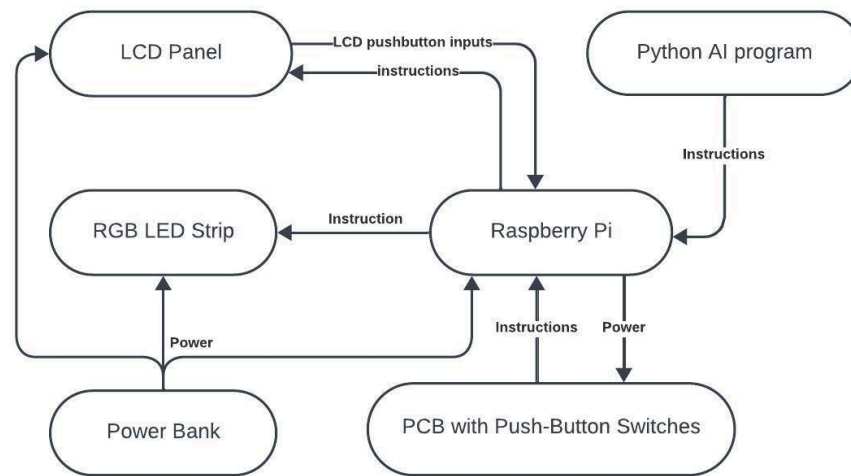 LCD Panel
LCD pushbutton inputs
instructions
Python AI program
Instructions
RGB LED Strip
Instruction
Raspberry Pi
Power
Instructions
Power
Power Bank
PCB with Push-Button Switches